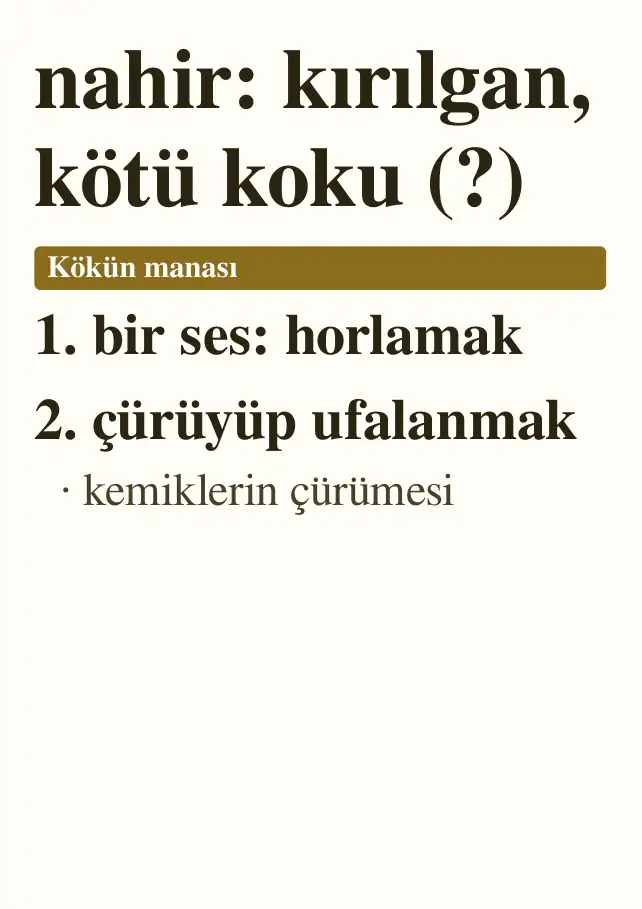 nahir: kırılgan,
kötü koku (?)
Kökün manası
1. bir ses: horlamak
2. çürüyüp ufalanmak
· kemiklerin çürümesi